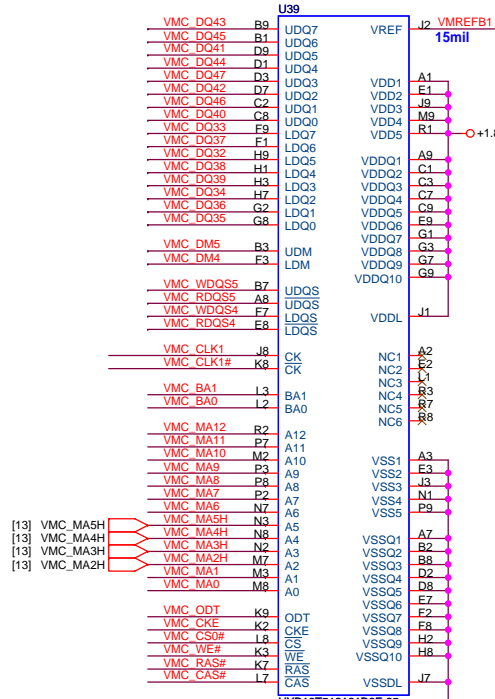 U39
VMC_DQ43 B9 UDQ7 VREF J2 VMREFB1
VMC_DQ45 B1 UDQ6 15mil
VMC_DQ41 D9 UDQ5
VMC_DQ44 D1 UDQ4
VMC_DQ47 D3 UDQ3 VDD1 A1
VMC_DQ42 D7 UDQ2 VDD2 E1
VMC_DQ46 C2 UDQ1 VDD3 J9
VMC_DQ40 C8 UDQ0 VDD4 M9
VMC_DQ33 F9 LDQ7 VDD5 R1 +1.8
VMC_DQ37 F1 LDQ6
VMC_DQ32 H9 LDQ5 VDDQ1 A9
VMC_DQ38 H1 LDQ4 VDDQ2 C1
VMC_DQ39 H3 LDQ3 VDDQ3 C3
VMC_DQ34 H7 LDQ2 VDDQ4 C7
VMC_DQ36 G2 LDQ1 VDDQ5 C9
VMC_DQ35 G8 LDQ0 VDDQ6 E9
VDDQ7 G1
VMC_DM5 B3 UDM VDDQ8 G3
VMC_DM4 F3 LDM VDDQ9 G7
VDDQ10 G9
VMC_WDQS5 B7 UDQS
VMC_RDQS5 A8 UDQS
VMC_WDQS4 F7 LDQS VDDL J1
VMC_RDQS4 E8 LDQS
VMC_CLK1 J8 CK NC1 A2
VMC_CLK1# K8 CK NC2 E2
NC3 L1
VMC_BA1 L3 BA1 NC4 R3
VMC_BA0 L2 BA0 NC5 R7
NC6 R8
VMC_MA12 R2 A12
VMC_MA11 P7 A11
VMC_MA10 M2 A10 VSS1 A3
VMC_MA9 P3 A9 VSS2 E3
VMC_MA8 P8 A8 VSS3 J3
VMC_MA7 P2 A7 VSS4 N1
VMC_MA6 N7 A6 VSS5 P9
[13] VMC_MA5H VMC_MA5H N3 A5
[13] VMC_MA4H VMC_MA4H N8 A4 VSSQ1 A7
[13] VMC_MA3H VMC_MA3H N2 A3 VSSQ2 B2
[13] VMC_MA2H VMC_MA2H M7 A2 VSSQ3 B8
VMC_MA1 M3 A1 VSSQ4 D2
VMC_MA0 M8 A0 VSSQ5 D8
VSSQ6 E7
VMC_ODT K9 ODT VSSQ7 F2
VMC_CKE K2 CKE VSSQ8 F8
VMC_CS0# L8 CS VSSQ9 H2
VMC_WE# K3 WE VSSQ10 H8
VMC_RAS# K7 RAS
VMC_CAS# L7 CAS VSSDL J7